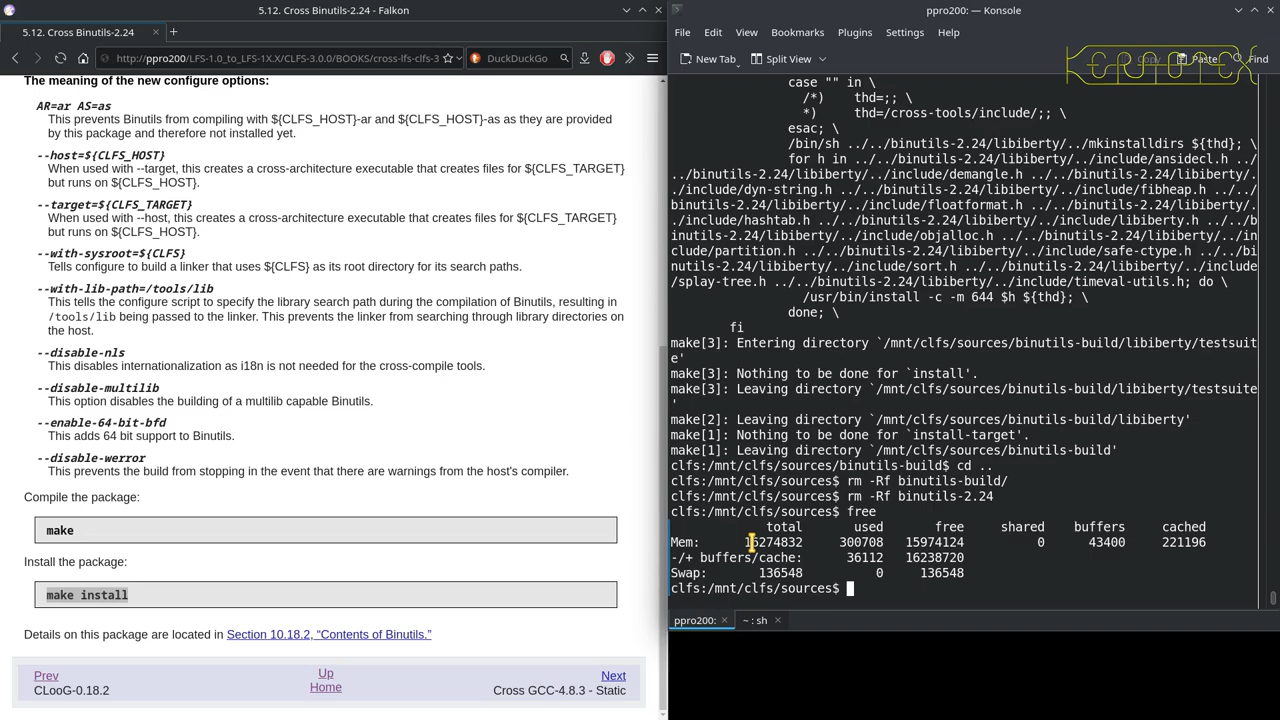 5.12. Cross Binutils-2.24 - Falkon
5.12. Cross Binutils-2.24
http://ppro200/LFS-1.0_to_LFS-1X.X/CLFS-3.0.0/BOOKS/cross-lfs-clfs-3
DuckDuckGo
The meaning of the new configure options:
AR=ar AS=as
This prevents Binutils from compiling with ${CLFS_HOST}-ar and ${CLFS_HOST}-as as they are provided
by this package and therefore not installed yet.
--host=${CLFS_HOST}
When used with --target, this creates a cross-architecture executable that creates files for ${CLFS_TARGET}
but runs on ${CLFS_HOST}.
--target=${CLFS_TARGET}
When used with --host, this creates a cross-architecture executable that creates files for ${CLFS_TARGET}
but runs on ${CLFS_HOST}.
--with-sysroot=${CLFS}
Tells configure to build a linker that uses ${CLFS} as its root directory for its search paths.
--with-lib-path=/tools/lib
This tells the configure script to specify the library search path during the compilation of Binutils, resulting in
/tools/lib being passed to the linker. This prevents the linker from searching through library directories on
the host.
--disable-nls
This disables internationalization as i18n is not needed for the cross-compile tools.
--disable-multilib
This option disables the building of a multilib capable Binutils.
--enable-64-bit-bfd
This adds 64 bit support to Binutils.
--disable-werror
This prevents the build from stopping in the event that there are warnings from the host's compiler.
Compile the package:
make
Install the package:
make install
Details on this package are located in Section 10.18.2, “Contents of Binutils.”
Prev Up Next
CLooG-0.18.2 Home Cross GCC-4.8.3 - Static
ppro200: — Konsole
File Edit View Bookmarks Plugins Settings Help
New Tab Split View Copy Paste Find
case "" in \
/*) thd=;; \
*) thd=/cross-tools/include/;; \
esac; \
/bin/sh ../../binutils-2.24/libiberty/../mkinstalldirs ${thd}; \
for h in ../../binutils-2.24/libiberty/../include/ansidecl.h ../
../binutils-2.24/libiberty/../include/demangle.h ../../binutils-2.24/libiberty/.
./include/dyn-string.h ../../binutils-2.24/libiberty/../include/fibheap.h ../../
binutils-2.24/libiberty/../include/floatformat.h ../../binutils-2.24/libiberty/.
./include/hashtab.h ../../binutils-2.24/libiberty/../include/libiberty.h ../../b
inutils-2.24/libiberty/../include/objalloc.h ../../binutils-2.24/libiberty/../in
clude/partition.h ../../binutils-2.24/libiberty/../include/safe-ctype.h ../../bi
nutils-2.24/libiberty/../include/sort.h ../../binutils-2.24/libiberty/../include
/splay-tree.h ../../binutils-2.24/libiberty/../include/timeval-utils.h; do \
/usr/bin/install -c -m 644 $h ${thd}; \
done; \
fi
make[3]: Entering directory `/mnt/clfs/sources/binutils-build/libiberty/testsuit
e'
make[3]: Nothing to be done for `install'.
make[3]: Leaving directory `/mnt/clfs/sources/binutils-build/libiberty/testsuite
'
make[2]: Leaving directory `/mnt/clfs/sources/binutils-build/libiberty'
make[1]: Nothing to be done for `install-target'.
make[1]: Leaving directory `/mnt/clfs/sources/binutils-build'
clfs:/mnt/clfs/sources/binutils-build$ cd ..
clfs:/mnt/clfs/sources$ rm -Rf binutils-build/
clfs:/mnt/clfs/sources$ rm -Rf binutils-2.24
clfs:/mnt/clfs/sources$ free
total used free shared buffers cached
Mem: 16274832 300708 15974124 0 43400 221196
-/+ buffers/cache: 36112 16238720
Swap: 136548 0 136548
clfs:/mnt/clfs/sources$
ppro200: ~ : sh